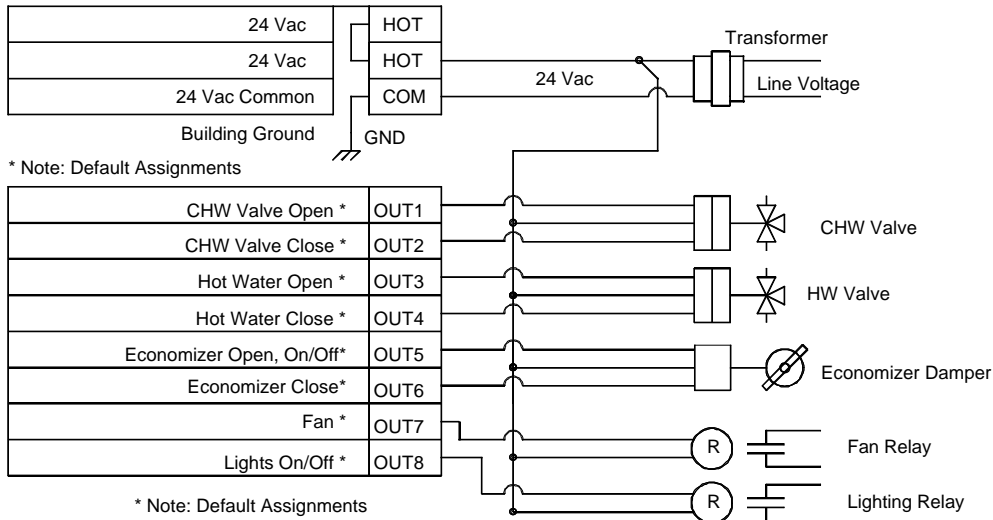 24 Vac HOT
Transformer
24 Vac HOT
24 Vac
Line Voltage
24 Vac Common COM
Building Ground GND
* Note: Default Assignments
CHW Valve Open * OUT1
CHW Valve
CHW Valve Close * OUT2
Hot Water Open * OUT3
HW Valve
Hot Water Close * OUT4
Economizer Open, On/Off* OUT5
Economizer Damper
Economizer Close* OUT6
Fan * OUT7
R Fan Relay
Lights On/Off * OUT8
R Lighting Relay
* Note: Default Assignments